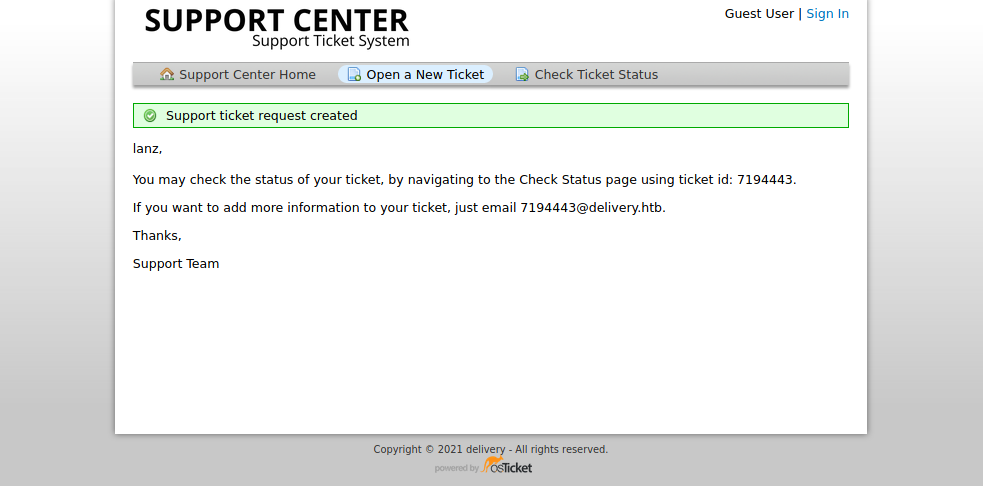 SUPPORT CENTER
Support Ticket System
Guest User | Sign In
Support Center Home
Open a New Ticket
Check Ticket Status
Support ticket request created
lanz,
You may check the status of your ticket, by navigating to the Check Status page using ticket id: 7194443.
If you want to add more information to your ticket, just email 7194443@delivery.htb.
Thanks,
Support Team
Copyright © 2021 delivery - All rights reserved.
powered by osTicket